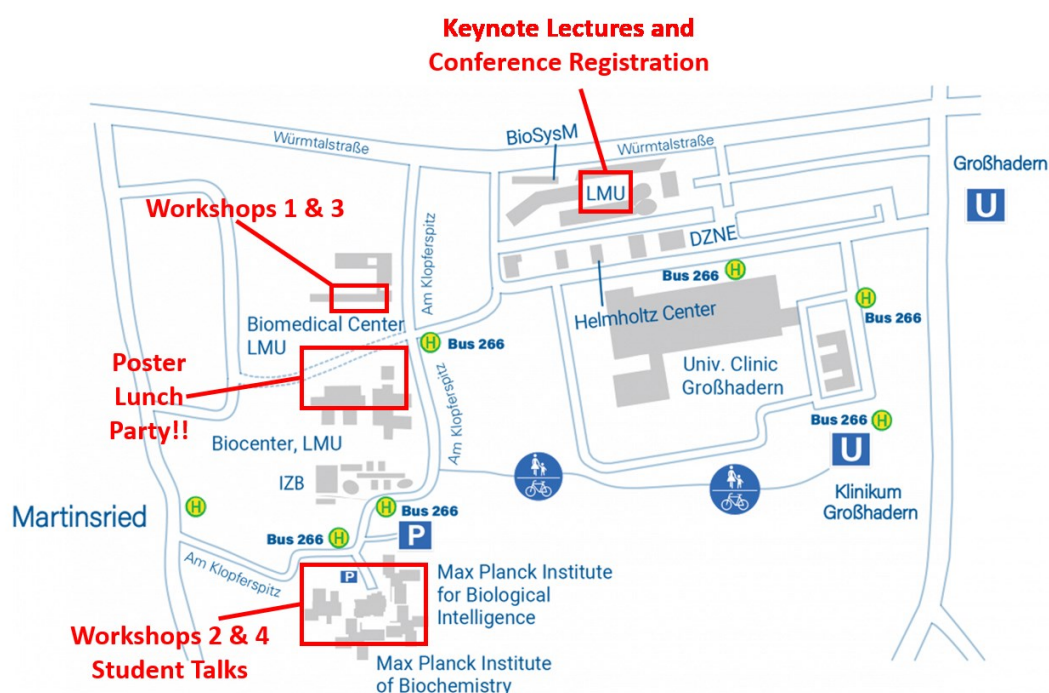 Keynote Lectures and
Conference Registration
BioSysM
Würmtalstraße
Würmtalstraße
Großhadern
U
LMU
Workshops 1 & 3
Am Klopferspitz
DZNE
H
Bus 266
H
Bus 266
Helmholtz Center
Biomedical Center
LMU
H
Bus 266
Poster
Lunch
Party!!
Univ. Clinic
Großhadern
Am Klopferspitz
Bus 266
H
U
Biocenter, LMU
IZB
Klinikum
Großhadern
Martinsried
H
H
Bus 266
P
Bus 266
H
Am Klopferspitz
P
Max Planck Institute
for Biological
Intelligence
Workshops 2 & 4
Student Talks
Max Planck Institute
of Biochemistry